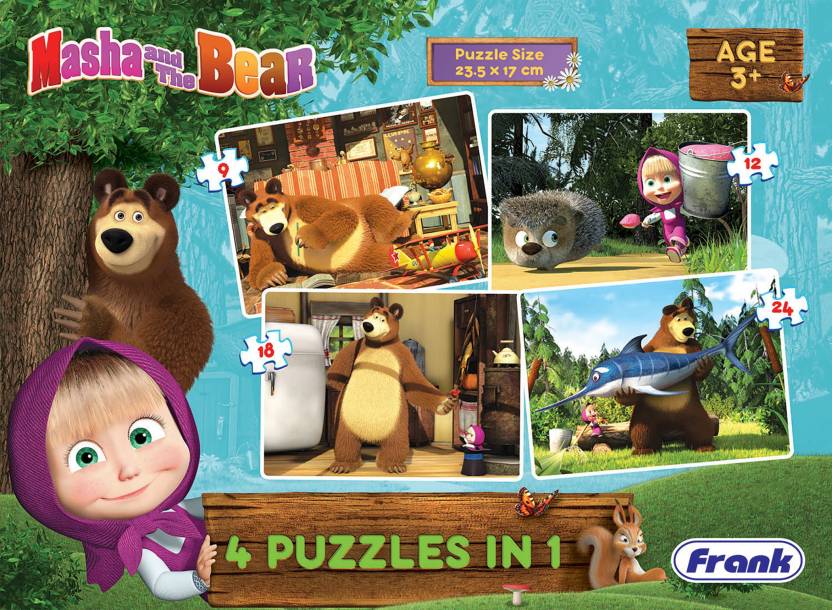 Masha and The Bear
Puzzle Size
23.5 x 17 cm
AGE
3+
9
12
18
24
4 PUZZLES IN 1
Frank